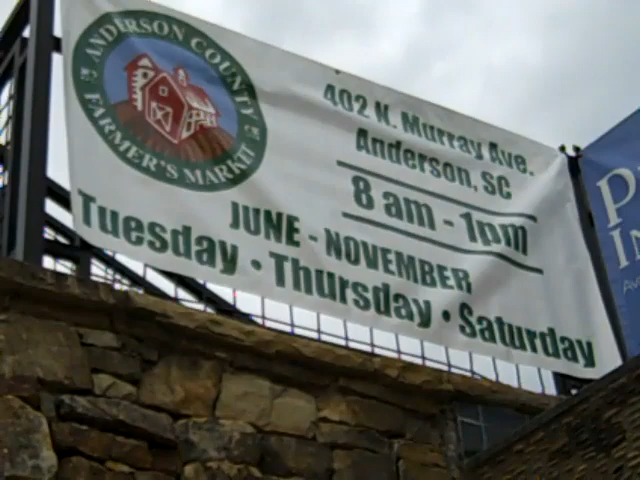 ANDERSON COUNTY
FARMER'S MARKET
402 N. Murray Ave.
Anderson, SC
8 am - 1pm
JUNE - NOVEMBER
Tuesday • Thursday • Saturday